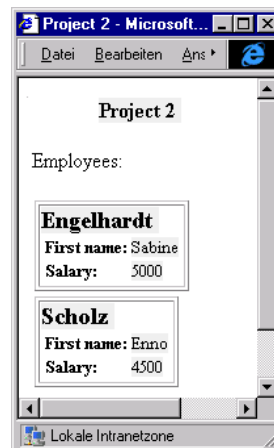 Project 2 - Microsoft...
Datei Bearbeiten Ans
Project 2
Employees:
Engelhardt
First name: Sabine
Salary: 5000
Scholz
First name: Enno
Salary: 4500
Lokale Intranetzone